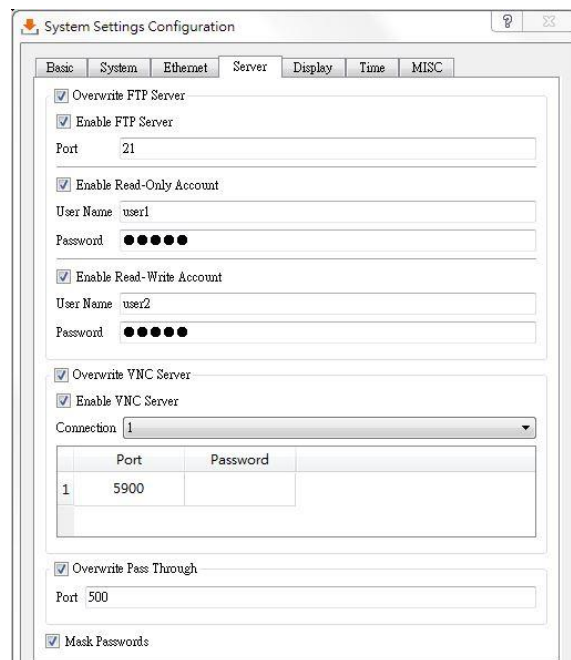 System Settings Configuration
Basic System Ethernet Server Display Time MISC
Overwrite FTP Server
Enable FTP Server
Port 21
Enable Read-Only Account
User Name user1
Password ●●●●●
Enable Read-Write Account
User Name user2
Password ●●●●●
Overwrite VNC Server
Enable VNC Server
Connection 1
Port Password
1 5900
Overwrite Pass Through
Port 500
Mask Passwords